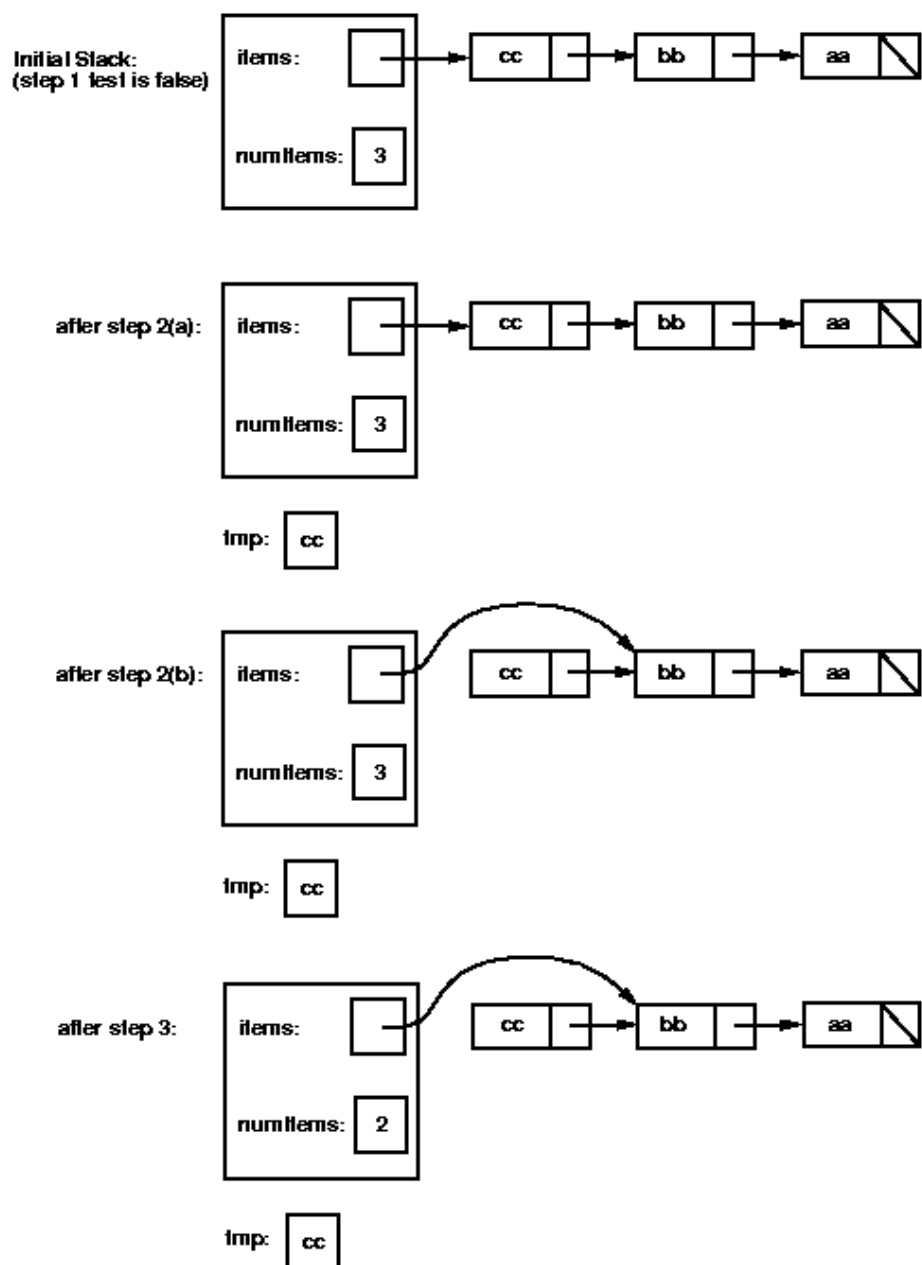 Initial Stack:
(step 1 test is false)
items:
cc
bb
aa
numItems:
3
after step 2(a):
items:
cc
bb
aa
numItems:
3
tmp:
cc
after step 2(b):
items:
cc
bb
aa
numItems:
3
tmp:
cc
after step 3:
items:
cc
bb
aa
numItems:
2
tmp:
cc